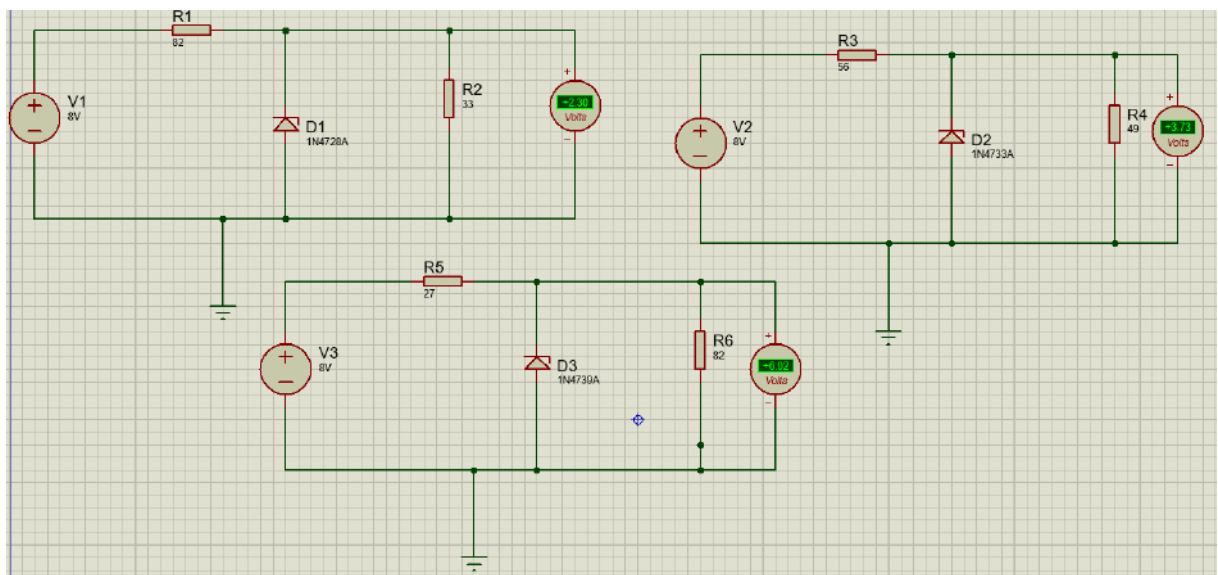 R1
82
V1
8V
D1
1N4728A
R2
33
+2.30
Volts
R3
56
V2
8V
D2
1N4733A
R4
49
+3.73
Volts
R5
27
V3
8V
D3
1N4739A
R6
82
+6.02
Volts